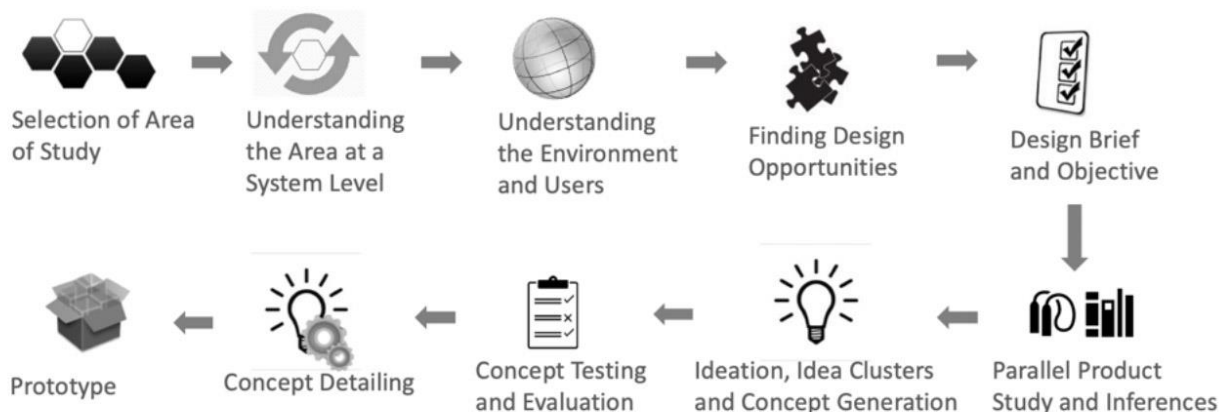 Selection of Area
of Study
Understanding
the Area at a
System Level
Understanding
the Environment
and Users
Finding Design
Opportunities
Design Brief
and Objective
Prototype
Concept Detailing
Concept Testing
and Evaluation
Ideation, Idea Clusters
and Concept Generation
Parallel Product
Study and Inferences